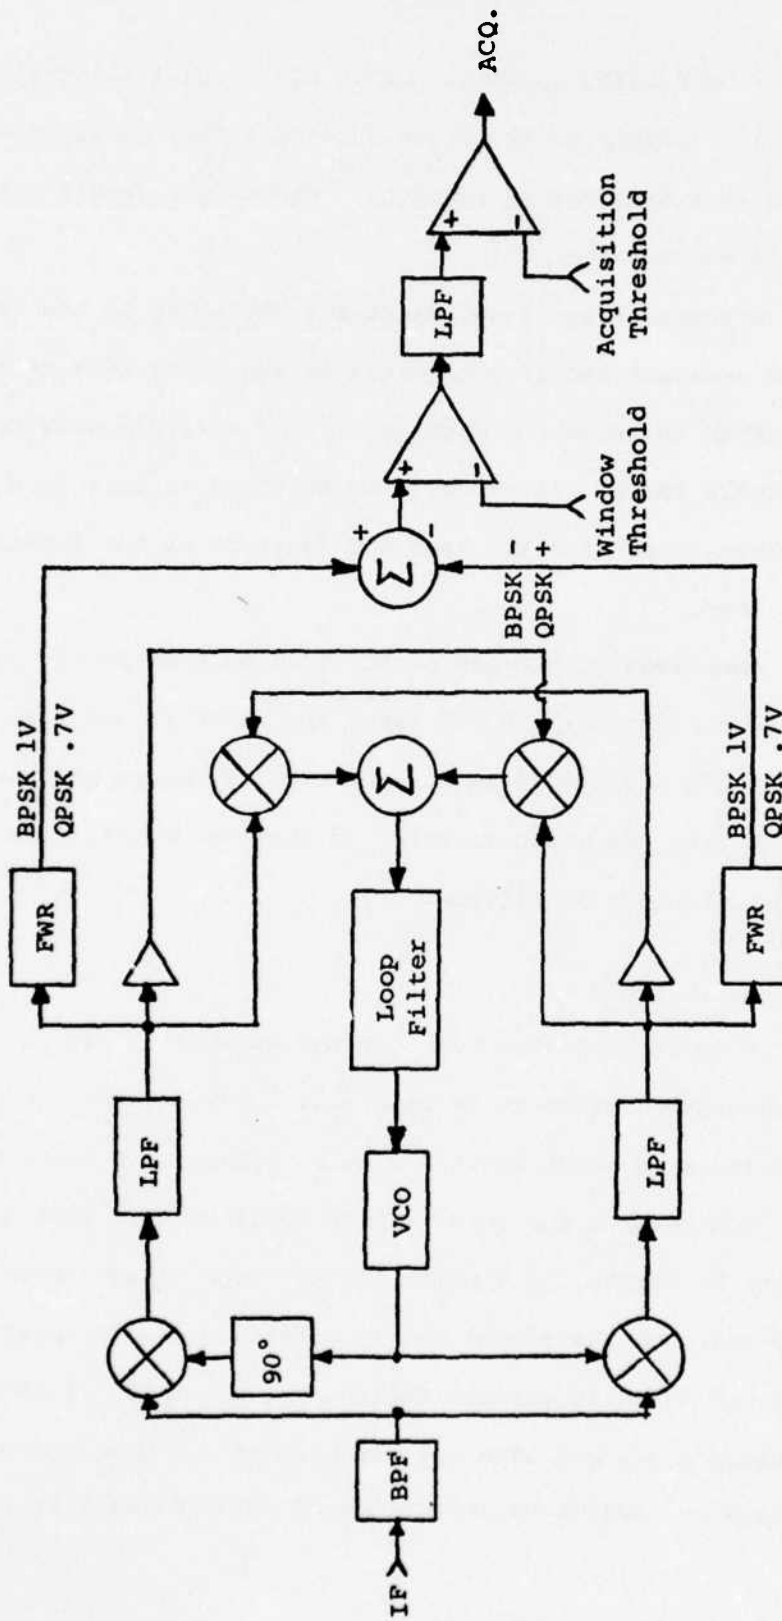 IF
BPF
90°
LPF
LPF
VCO
Loop
Filter
FWR
FWR
BPSK 1V
QPSK .7V
BPSK 1V
QPSK .7V
Σ
Σ
+
-
BPSK -
QPSK +
+
-
Window
Threshold
LPF
+
-
Acquisition
Threshold
ACQ.